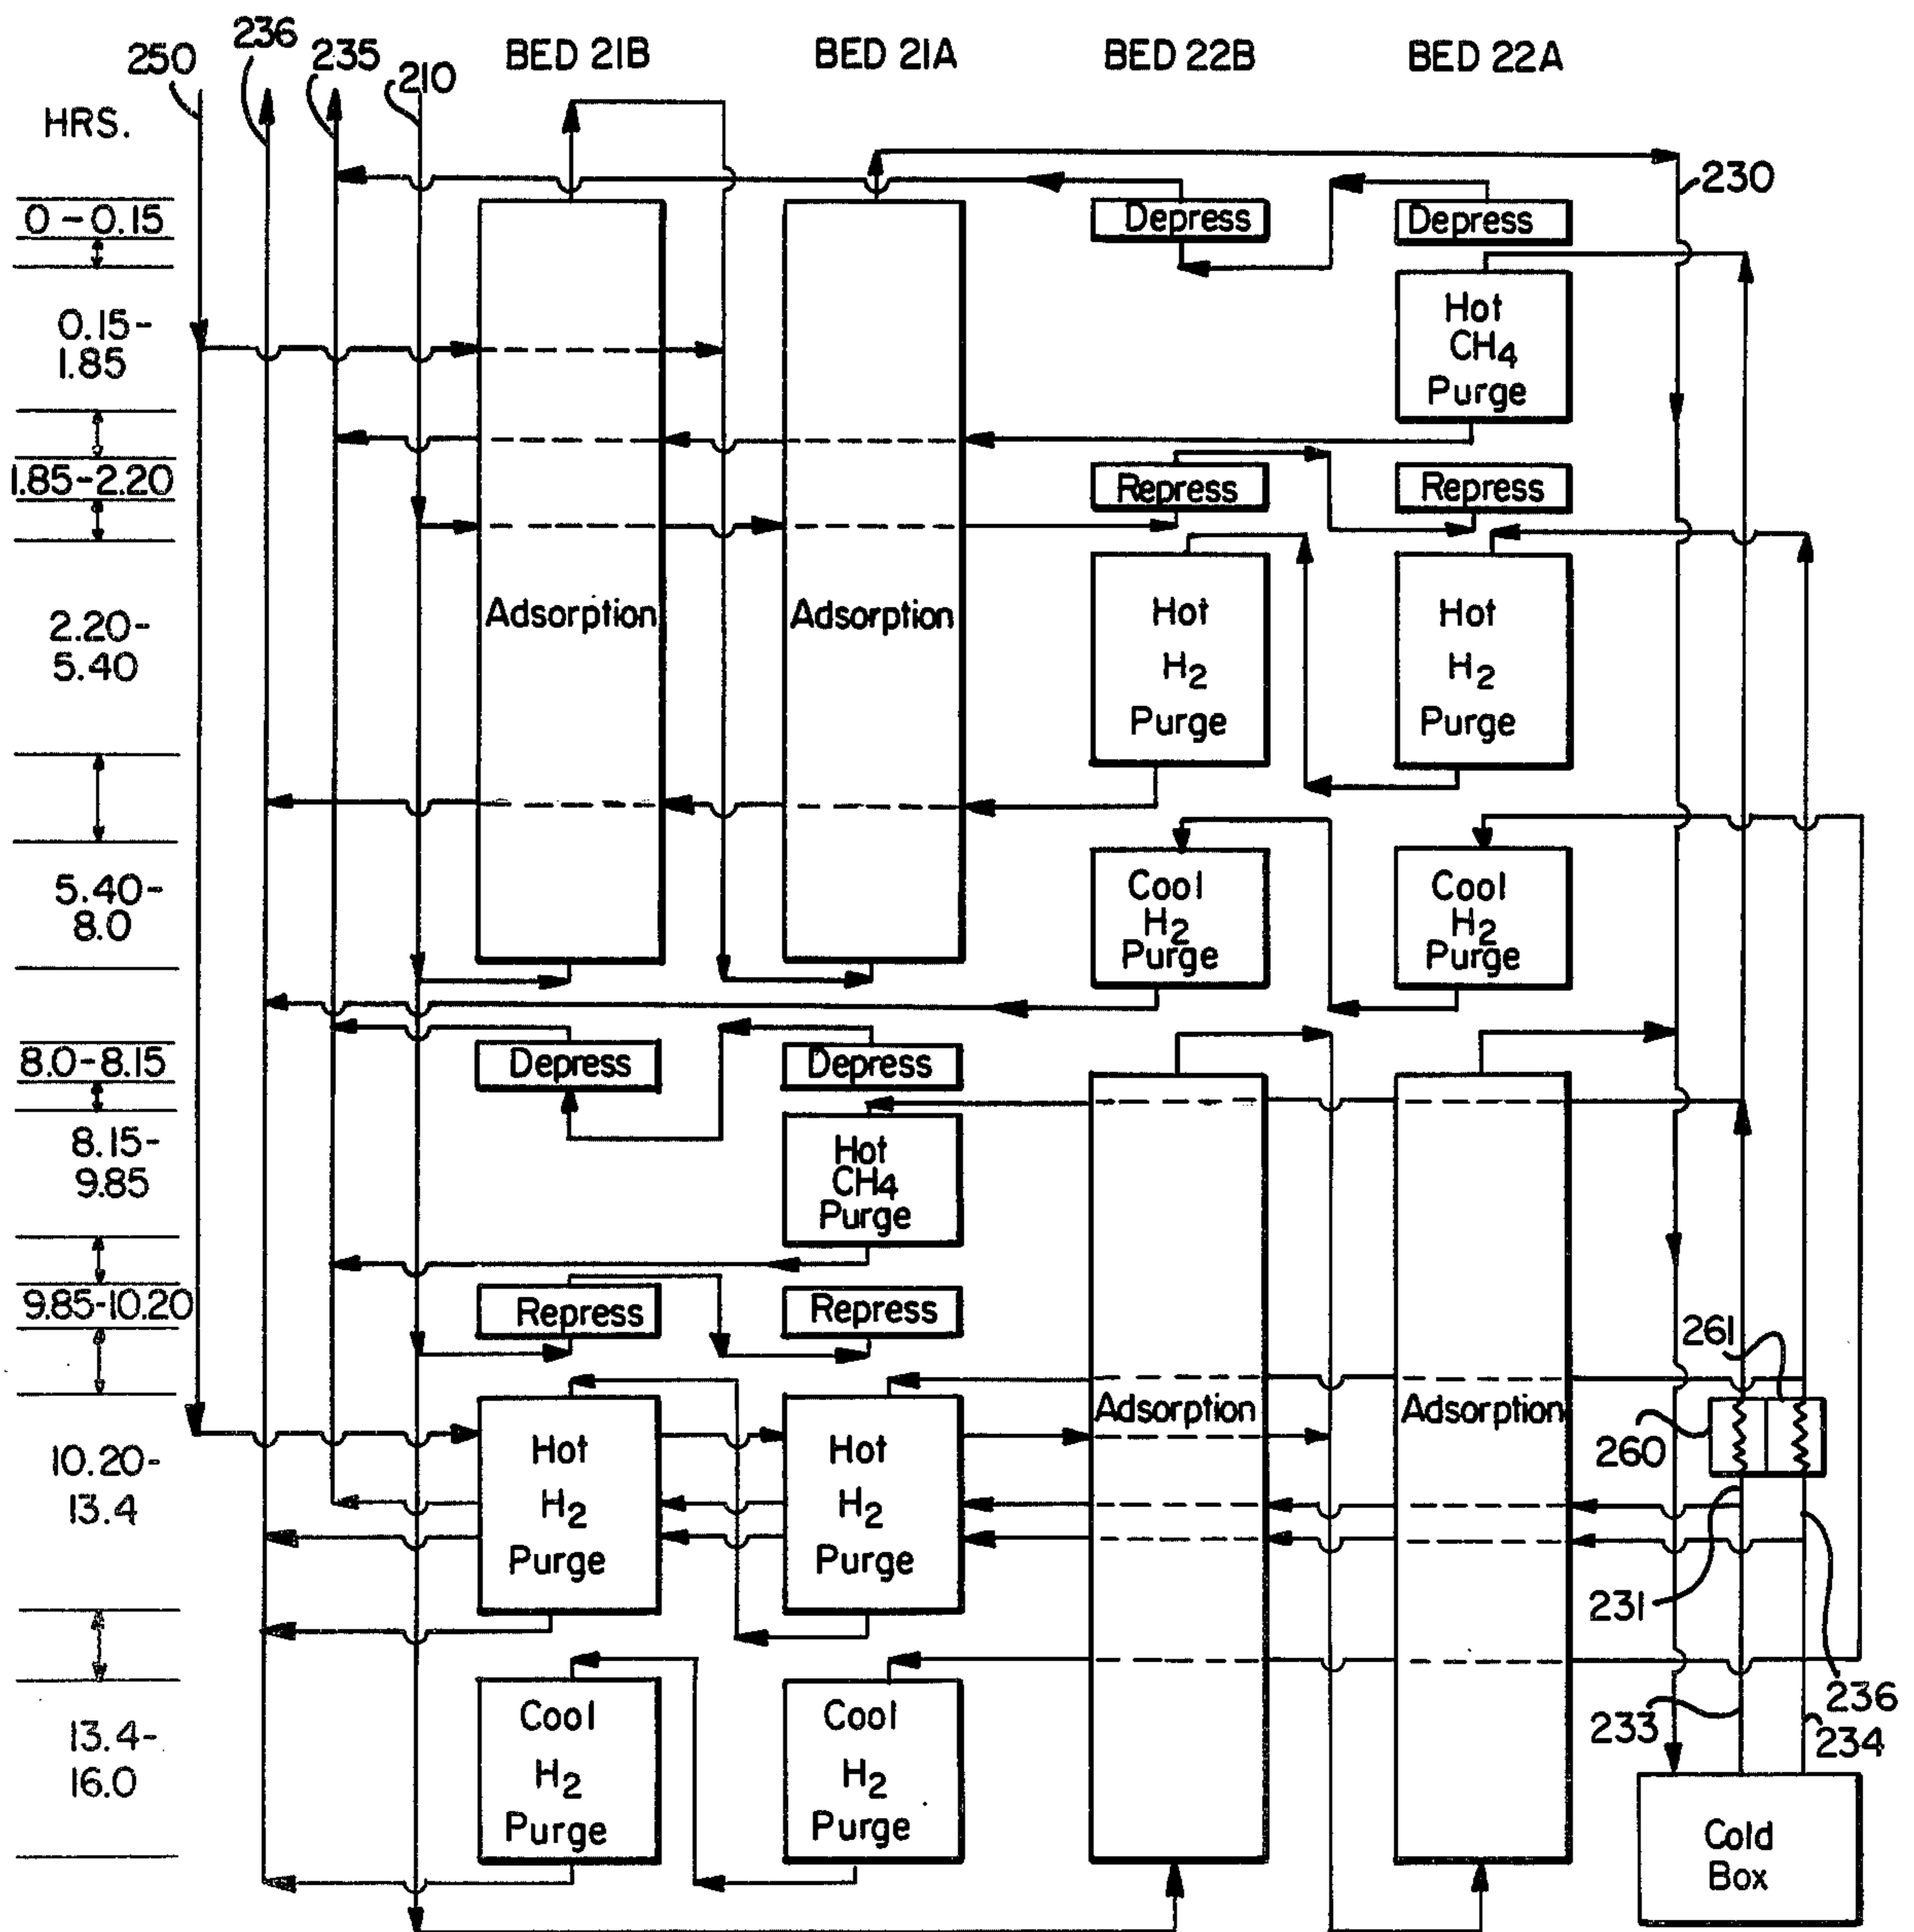 250
236
235
210
BED 21B
BED 21A
BED 22B
BED 22A
HRS.
230
0-0.15
Depress
Depress
0.15-
1.85
Hot
CH4
Purge
1.85-2.20
Repress
Repress
2.20-
5.40
Adsorption
Adsorption
Hot
H2
Purge
Hot
H2
Purge
5.40-
8.0
Cool
H2
Purge
Cool
H2
Purge
8.0-8.15
Depress
Depress
8.15-
9.85
Hot
CH4
Purge
9.85-10.20
Repress
Repress
261
10.20-
13.4
Hot
H2
Purge
Hot
H2
Purge
Adsorption
Adsorption
260
231
236
233
234
13.4-
16.0
Cool
H2
Purge
Cool
H2
Purge
Cold
Box